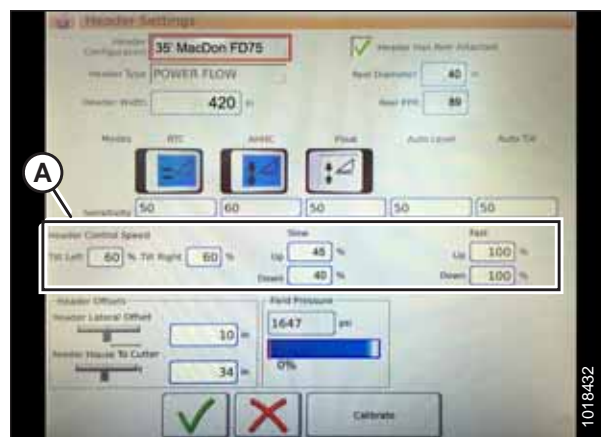 Header Settings
Header Configuration 35' MacDon FD75 Header Has Reel Attached
Header Type POWER FLOW Reel Diameter 40 in
Header Width 420 in Reel PPR 89
Modes RTC AHHC Float Auto Level Auto Tilt
Sensitivity 50 60 50 50 50
A
Header Control Speed Slow Fast
Tilt Left 60 % Tilt Right 60 % Up 45 % Up 100 %
Down 40 % Down 100 %
Header Offsets Field Pressure
Header Lateral Offset
10 in 1647 psi
Feeder House To Cutter
34 in 0%
Calibrate
1018432